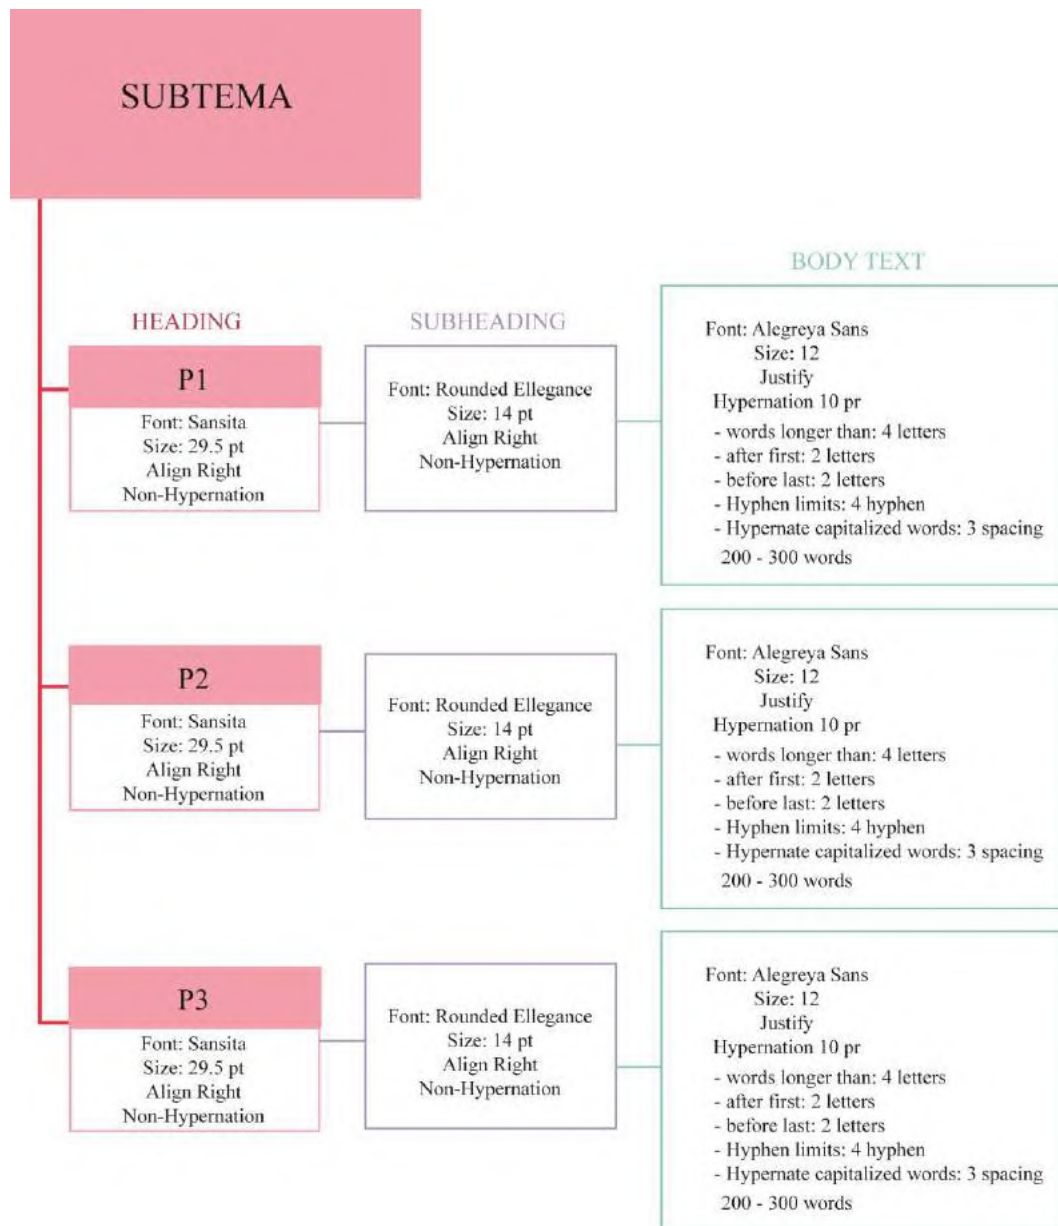 SUBTEMA
BODY TEXT
HEADING
SUBHEADING
P1
Font: Sansita
Size: 29.5 pt
Align Right
Non-Hypernation
Font: Rounded Ellegance
Size: 14 pt
Align Right
Non-Hypernation
Font: Alegreya Sans
Size: 12
Justify
Hypernation 10 pr
- words longer than: 4 letters
- after first: 2 letters
- before last: 2 letters
- Hyphen limits: 4 hyphen
- Hypernate capitalized words: 3 spacing
200 - 300 words
P2
Font: Sansita
Size: 29.5 pt
Align Right
Non-Hypernation
Font: Rounded Ellegance
Size: 14 pt
Align Right
Non-Hypernation
Font: Alegreya Sans
Size: 12
Justify
Hypernation 10 pr
- words longer than: 4 letters
- after first: 2 letters
- before last: 2 letters
- Hyphen limits: 4 hyphen
- Hypernate capitalized words: 3 spacing
200 - 300 words
P3
Font: Sansita
Size: 29.5 pt
Align Right
Non-Hypernation
Font: Rounded Ellegance
Size: 14 pt
Align Right
Non-Hypernation
Font: Alegreya Sans
Size: 12
Justify
Hypernation 10 pr
- words longer than: 4 letters
- after first: 2 letters
- before last: 2 letters
- Hyphen limits: 4 hyphen
- Hypernate capitalized words: 3 spacing
200 - 300 words